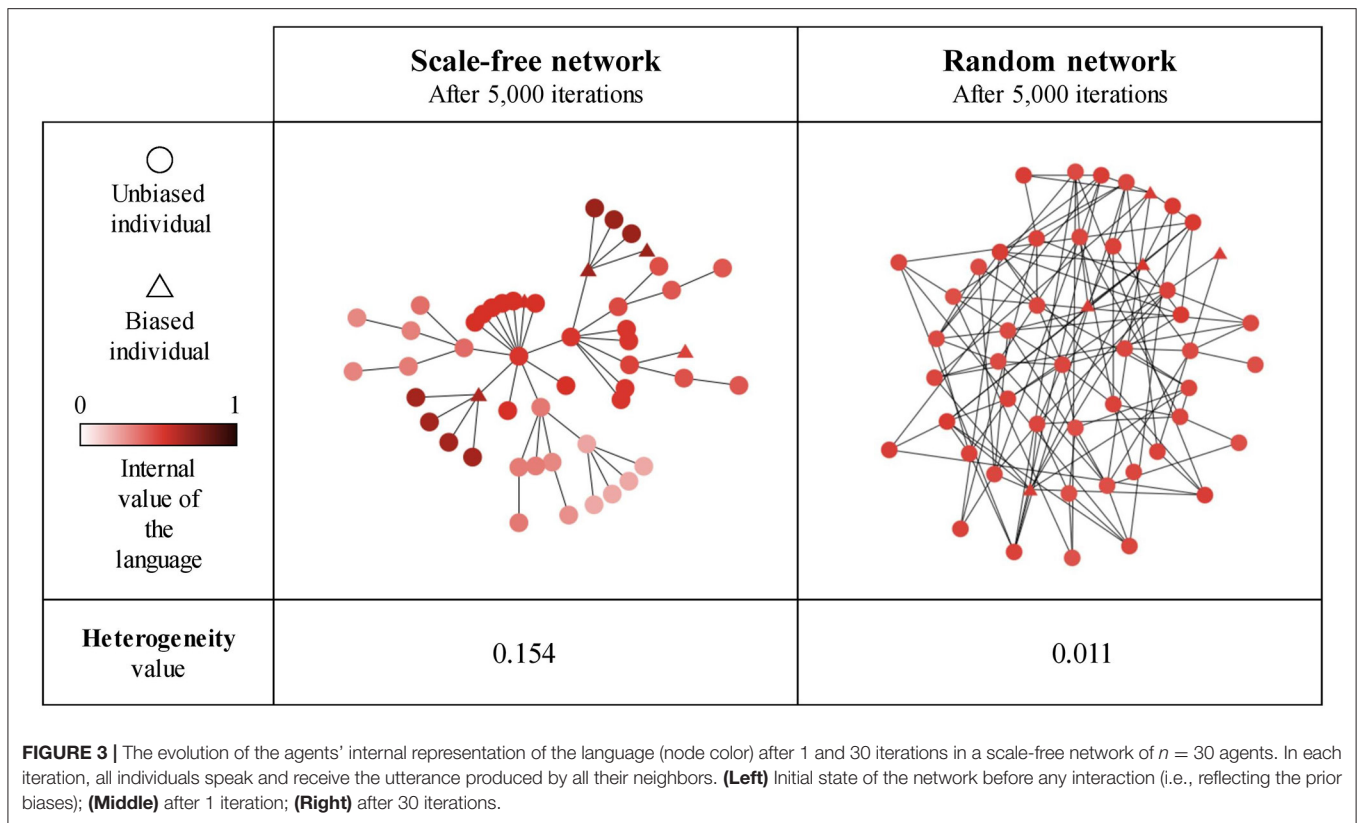 Scale-free network
After 5,000 iterations
Random network
After 5,000 iterations
Unbiased
individual
Biased
individual
0 1
Internal
value of
the
language
Heterogeneity
value
0.154
0.011
FIGURE 3 | The evolution of the agents' internal representation of the language (node color) after 1 and 30 iterations in a scale-free network of n = 30 agents. In each
iteration, all individuals speak and receive the utterance produced by all their neighbors. (Left) Initial state of the network before any interaction (i.e., reflecting the prior
biases); (Middle) after 1 iteration; (Right) after 30 iterations.